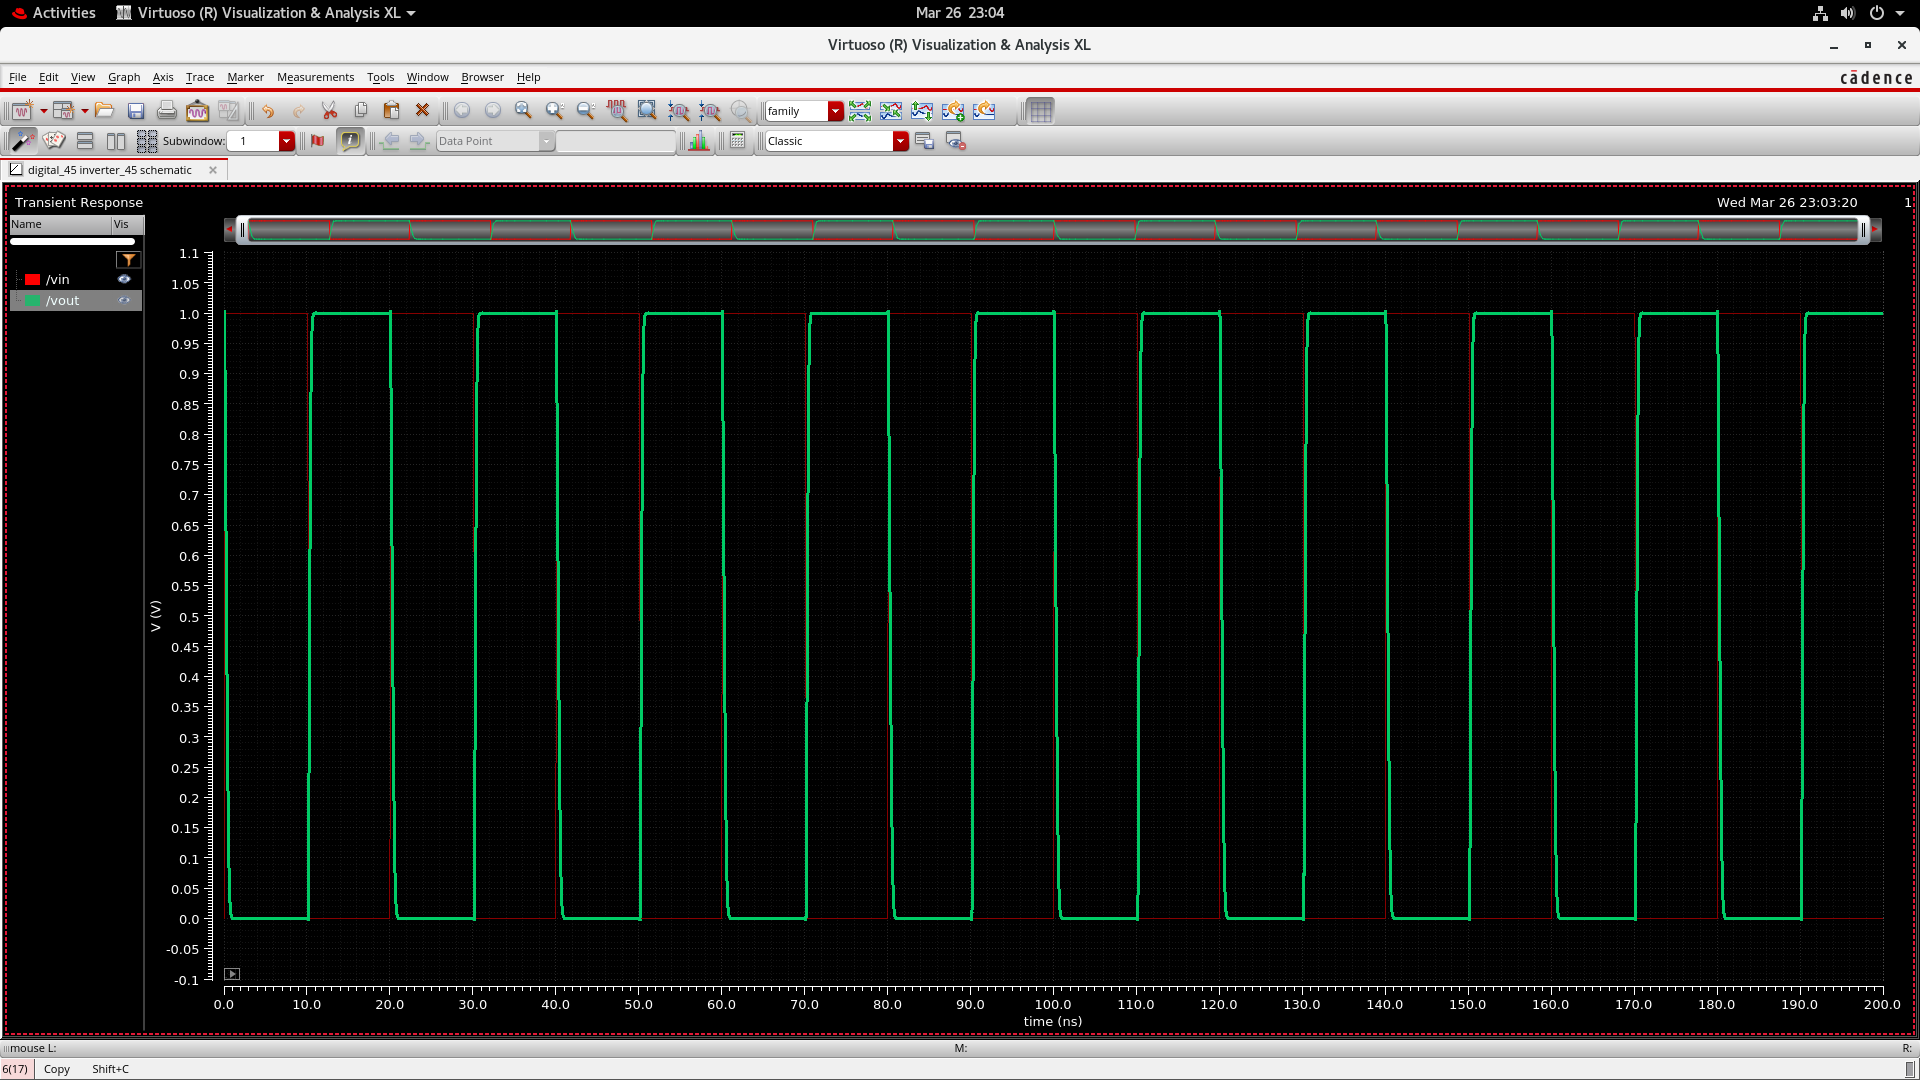 Activities Virtuoso (R) Visualization & Analysis XL Mar 26 23:04
Virtuoso (R) Visualization & Analysis XL
File Edit View Graph Axis Trace Marker Measurements Tools Window Browser Help cādence
family
Subwindow: 1 Data Point Classic
digital_45 inverter_45 schematic
Transient Response Wed Mar 26 23:03:20 1
Name Vis
/vin
/vout
1.1
1.05
1.0
0.95
0.9
0.85
0.8
0.75
0.7
0.65
0.6
0.55
0.5
0.45
0.4
0.35
0.3
0.25
0.2
0.15
0.1
0.05
0.0
-0.05
-0.1
V (V)
0.0 10.0 20.0 30.0 40.0 50.0 60.0 70.0 80.0 90.0 100.0 110.0 120.0 130.0 140.0 150.0 160.0 170.0 180.0 190.0 200.0
time (ns)
mouse L: M: R:
6(17) Copy Shift+C